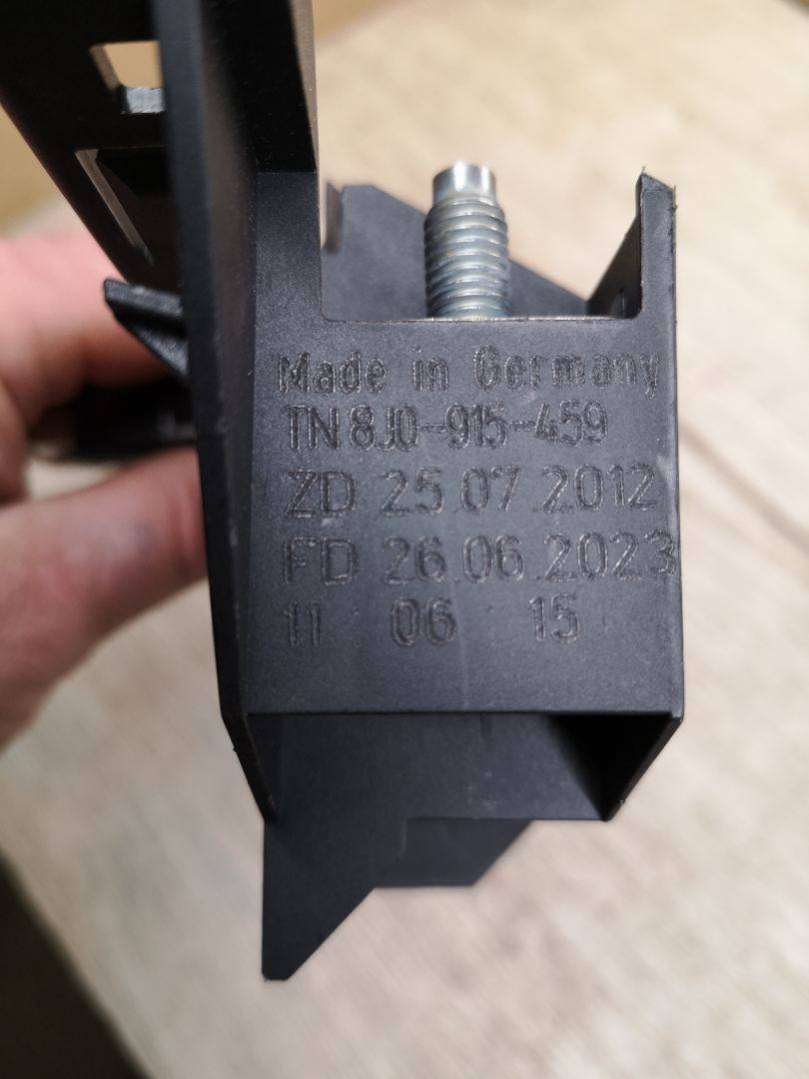 Made in Germany
TN 8J0-915-459
ZD 25.07.2012
FD 26.06.2023
11 06 15